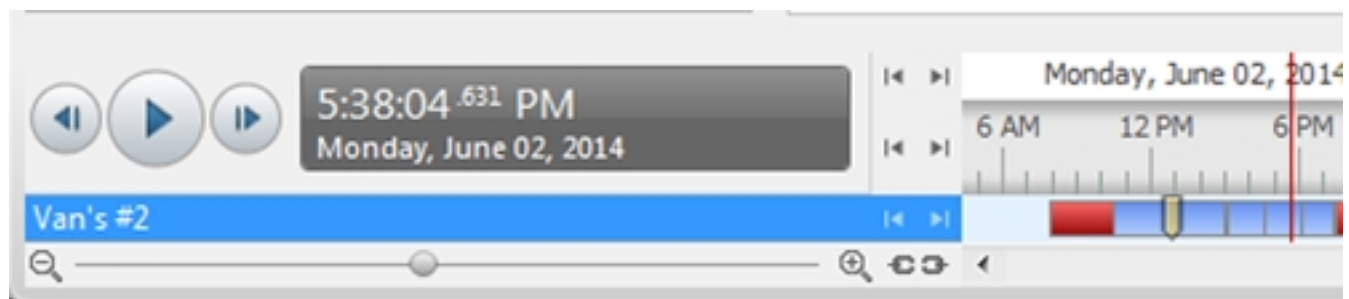 5:38:04.631 PM
Monday, June 02, 2014
Monday, June 02, 2014
6 AM 12 PM 6 PM
Van's #2